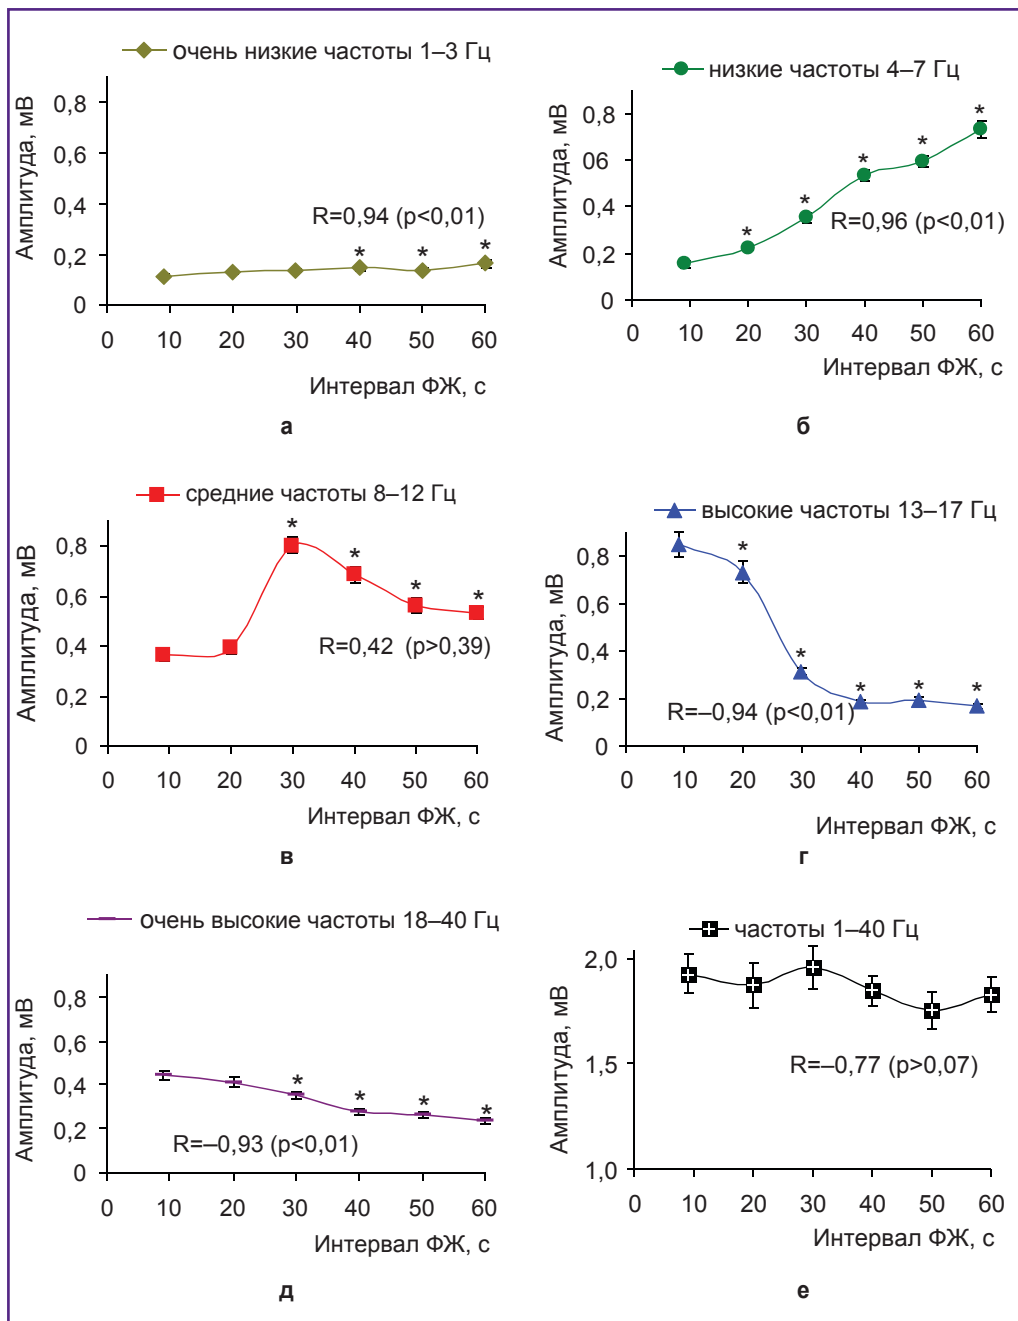 очень низкие частоты 1–3 Гц
Амплитуда, мВ
0,8
0,6
0,4
0,2
0
R=0,94 (p<0,01)
* * *
0 10 20 30 40 50 60
Интервал ФЖ, с
а
низкие частоты 4–7 Гц
Амплитуда, мВ
0,8
06
0,4
0,2
0
* * * * *
R=0,96 (p<0,01)
0 10 20 30 40 50 60
Интервал ФЖ, с
б
средние частоты 8–12 Гц
Амплитуда, мВ
0,8
0,6
0,4
0,2
0
* * * *
R=0,42 (p>0,39)
0 10 20 30 40 50 60
Интервал ФЖ, с
в
высокие частоты 13–17 Гц
Амплитуда, мВ
0,8
0,6
0,4
0,2
0
* * * * *
R=–0,94 (p<0,01)
0 10 20 30 40 50 60
Интервал ФЖ, с
г
очень высокие частоты 18–40 Гц
Амплитуда, мВ
0,8
0,6
0,4
0,2
0
* * * *
R=–0,93 (p<0,01)
0 10 20 30 40 50 60
Интервал ФЖ, с
д
частоты 1–40 Гц
Амплитуда, мВ
2,0
1,5
1,0
R=–0,77 (p>0,07)
0 10 20 30 40 50 60
Интервал ФЖ, с
е